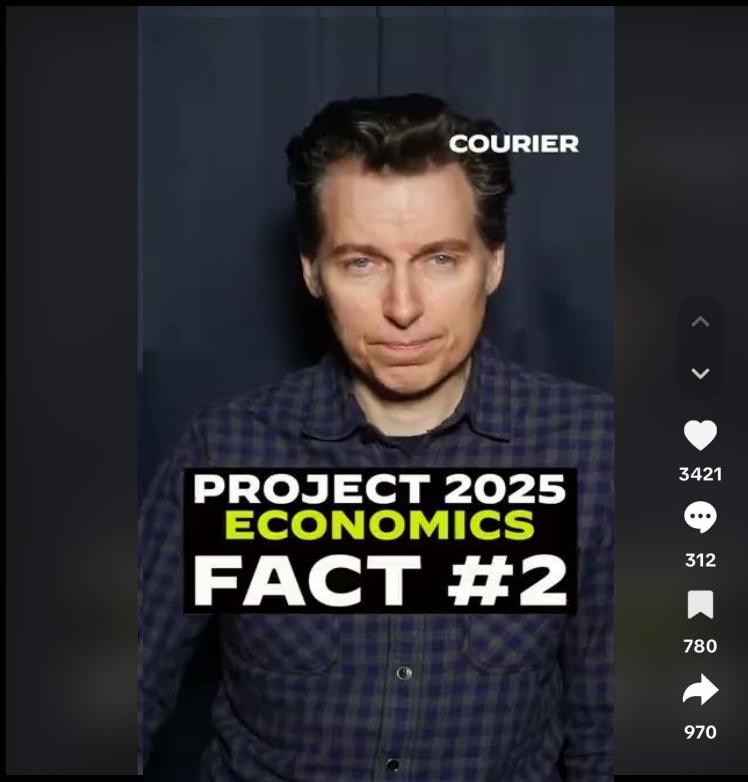 COURIER
PROJECT 2025
ECONOMICS
FACT #2
3421
312
780
970